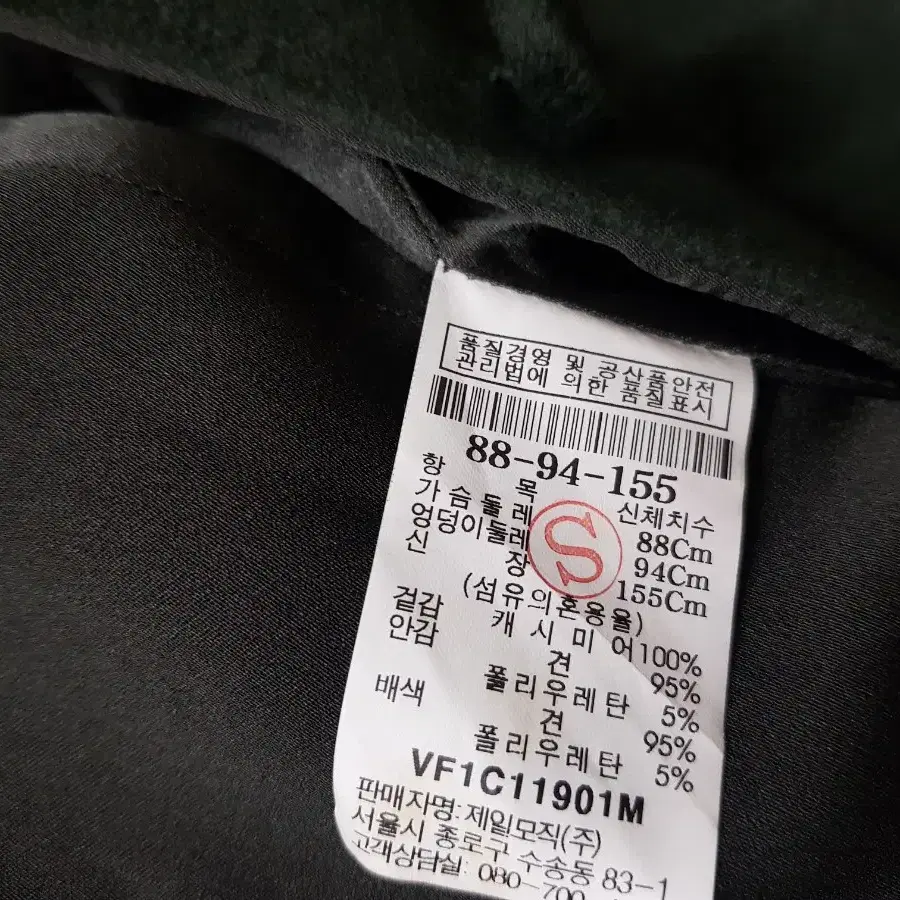 품질경영 및 공산품안전
관리법에 의한 품질표시
88-94-155
항 목 신체치수
가슴둘레 88Cm
엉덩이둘레 94Cm
신 장 155Cm
S
(섬유의혼용율)
겉감 캐시미어100%
안감 견 95%
폴리우레탄 5%
배색 견 95%
폴리우레탄 5%
VF1C11901M
판매자명: 제일모직(주)
서울시 종로구 수송동 83-1
고객상담실: 080-700